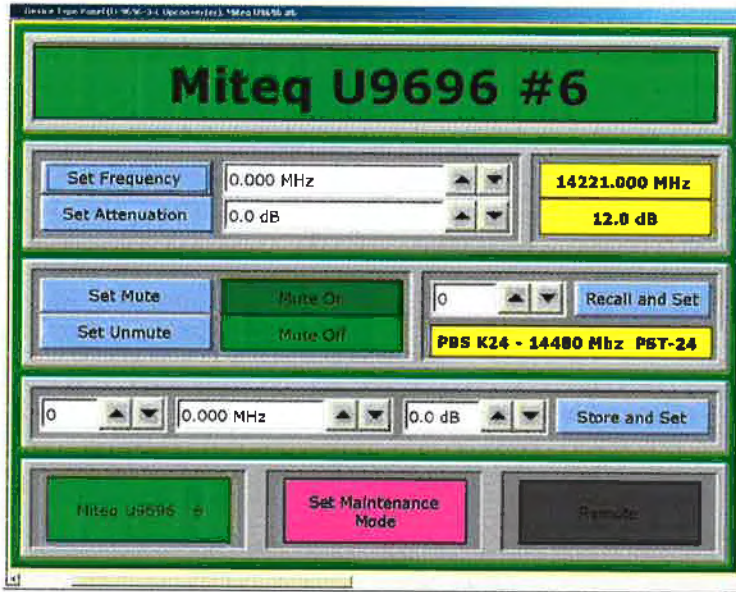 Miteq U9696 #6
Set Frequency
0.000 MHz
14221.000 MHz
Set Attenuation
0.0 dB
12.0 dB
Set Mute
Mute On
0
Recall and Set
Set Unmute
Mute Off
PBS K24 - 14480 Mhz PST-24
0
0.000 MHz
0.0 dB
Store and Set
Miteq U9696 6
Set Maintenance
Mode
Remote